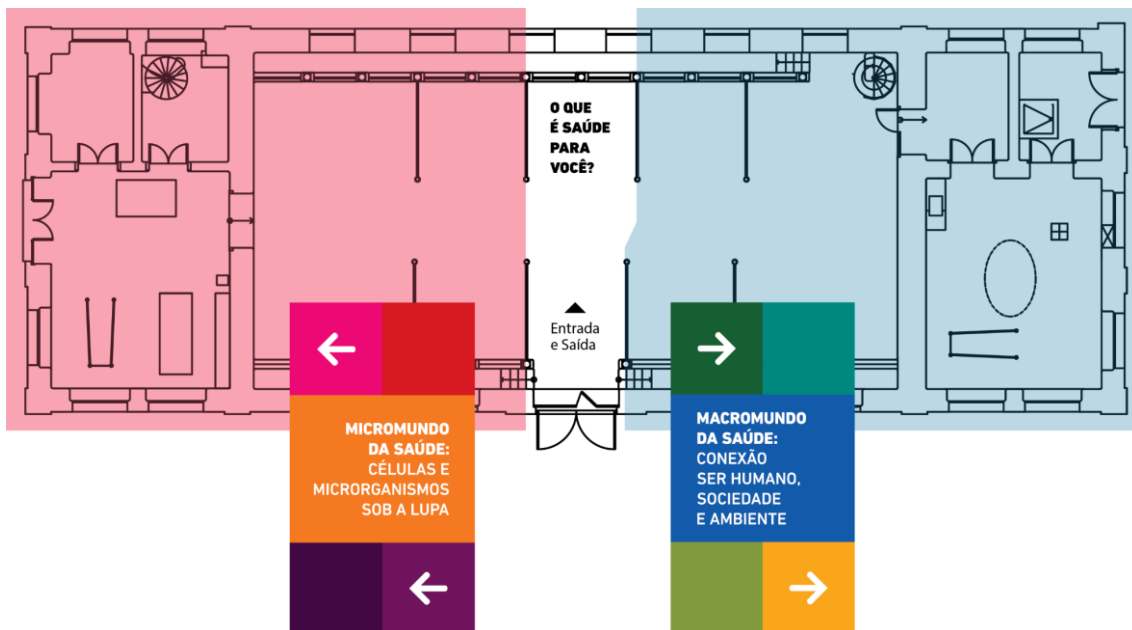 O QUE
É SAÚDE
PARA
VOCÊ?
Entrada
e Saída
MICROMUNDO
DA SAÚDE:
CÉLULAS E
MICRORGANISMOS
SOB A LUPA
MACROMUNDO
DA SAÚDE:
CONEXÃO
SER HUMANO,
SOCIEDADE
E AMBIENTE